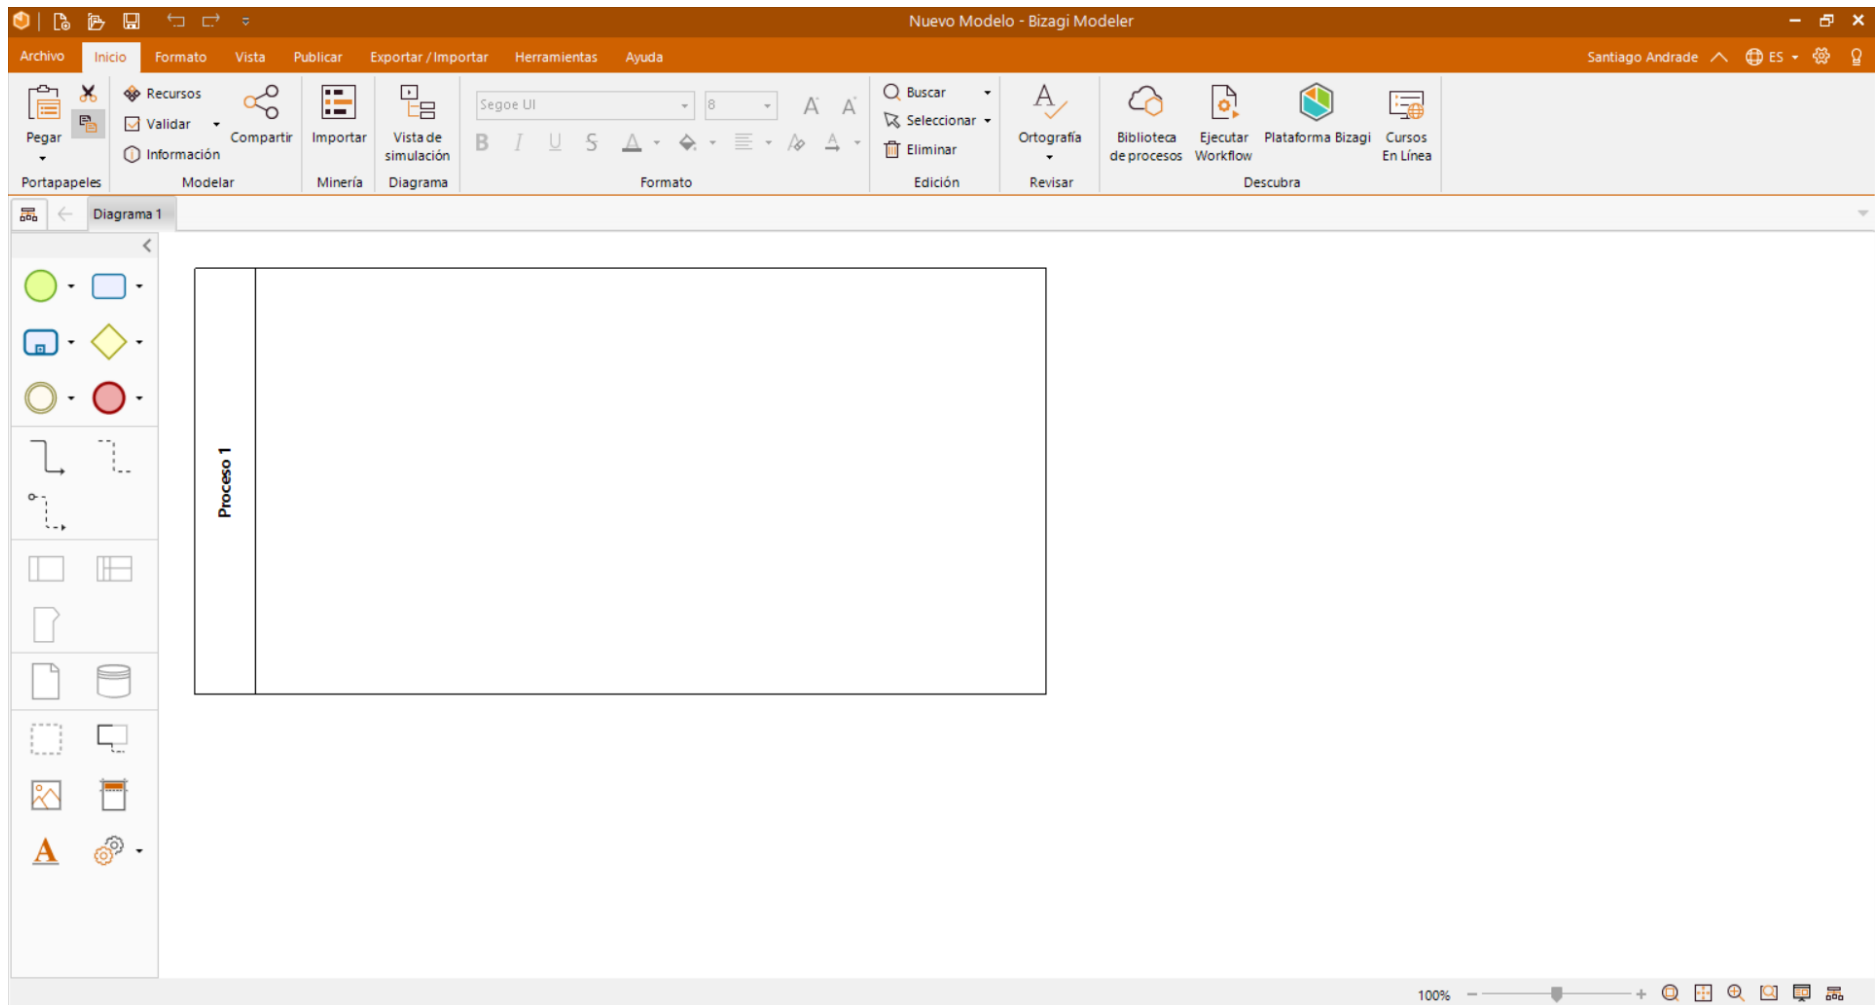 Nuevo Modelo - Bizagi Modeler
Archivo Inicio Formato Vista Publicar Exportar / Importar Herramientas Ayuda Santiago Andrade ES
Pegar
Portapapeles
Recursos
Validar
Información
Compartir
Modelar
Importar
Minería
Vista de
simulación
Diagrama
Segoe UI 8
B I U S A
Formato
Buscar
Seleccionar
Eliminar
Edición
Ortografía
Revisar
Biblioteca
de procesos
Ejecutar
Workflow
Plataforma Bizagi
Cursos
En Línea
Descubra
Diagrama 1
Proceso 1
A
100%